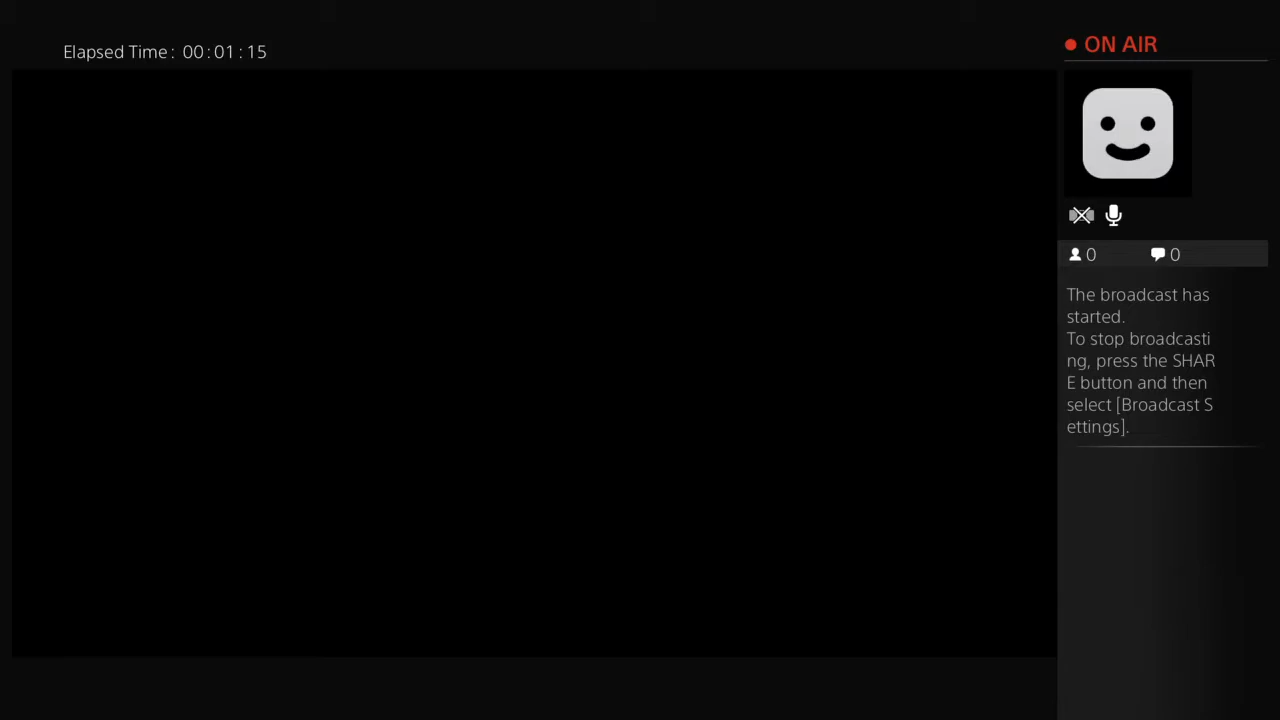 Elapsed Time: 00:01:15
ON AIR
0 0
The broadcast has
started.
To stop broadcasti
ng, press the SHAR
E button and then
select [Broadcast S
ettings].